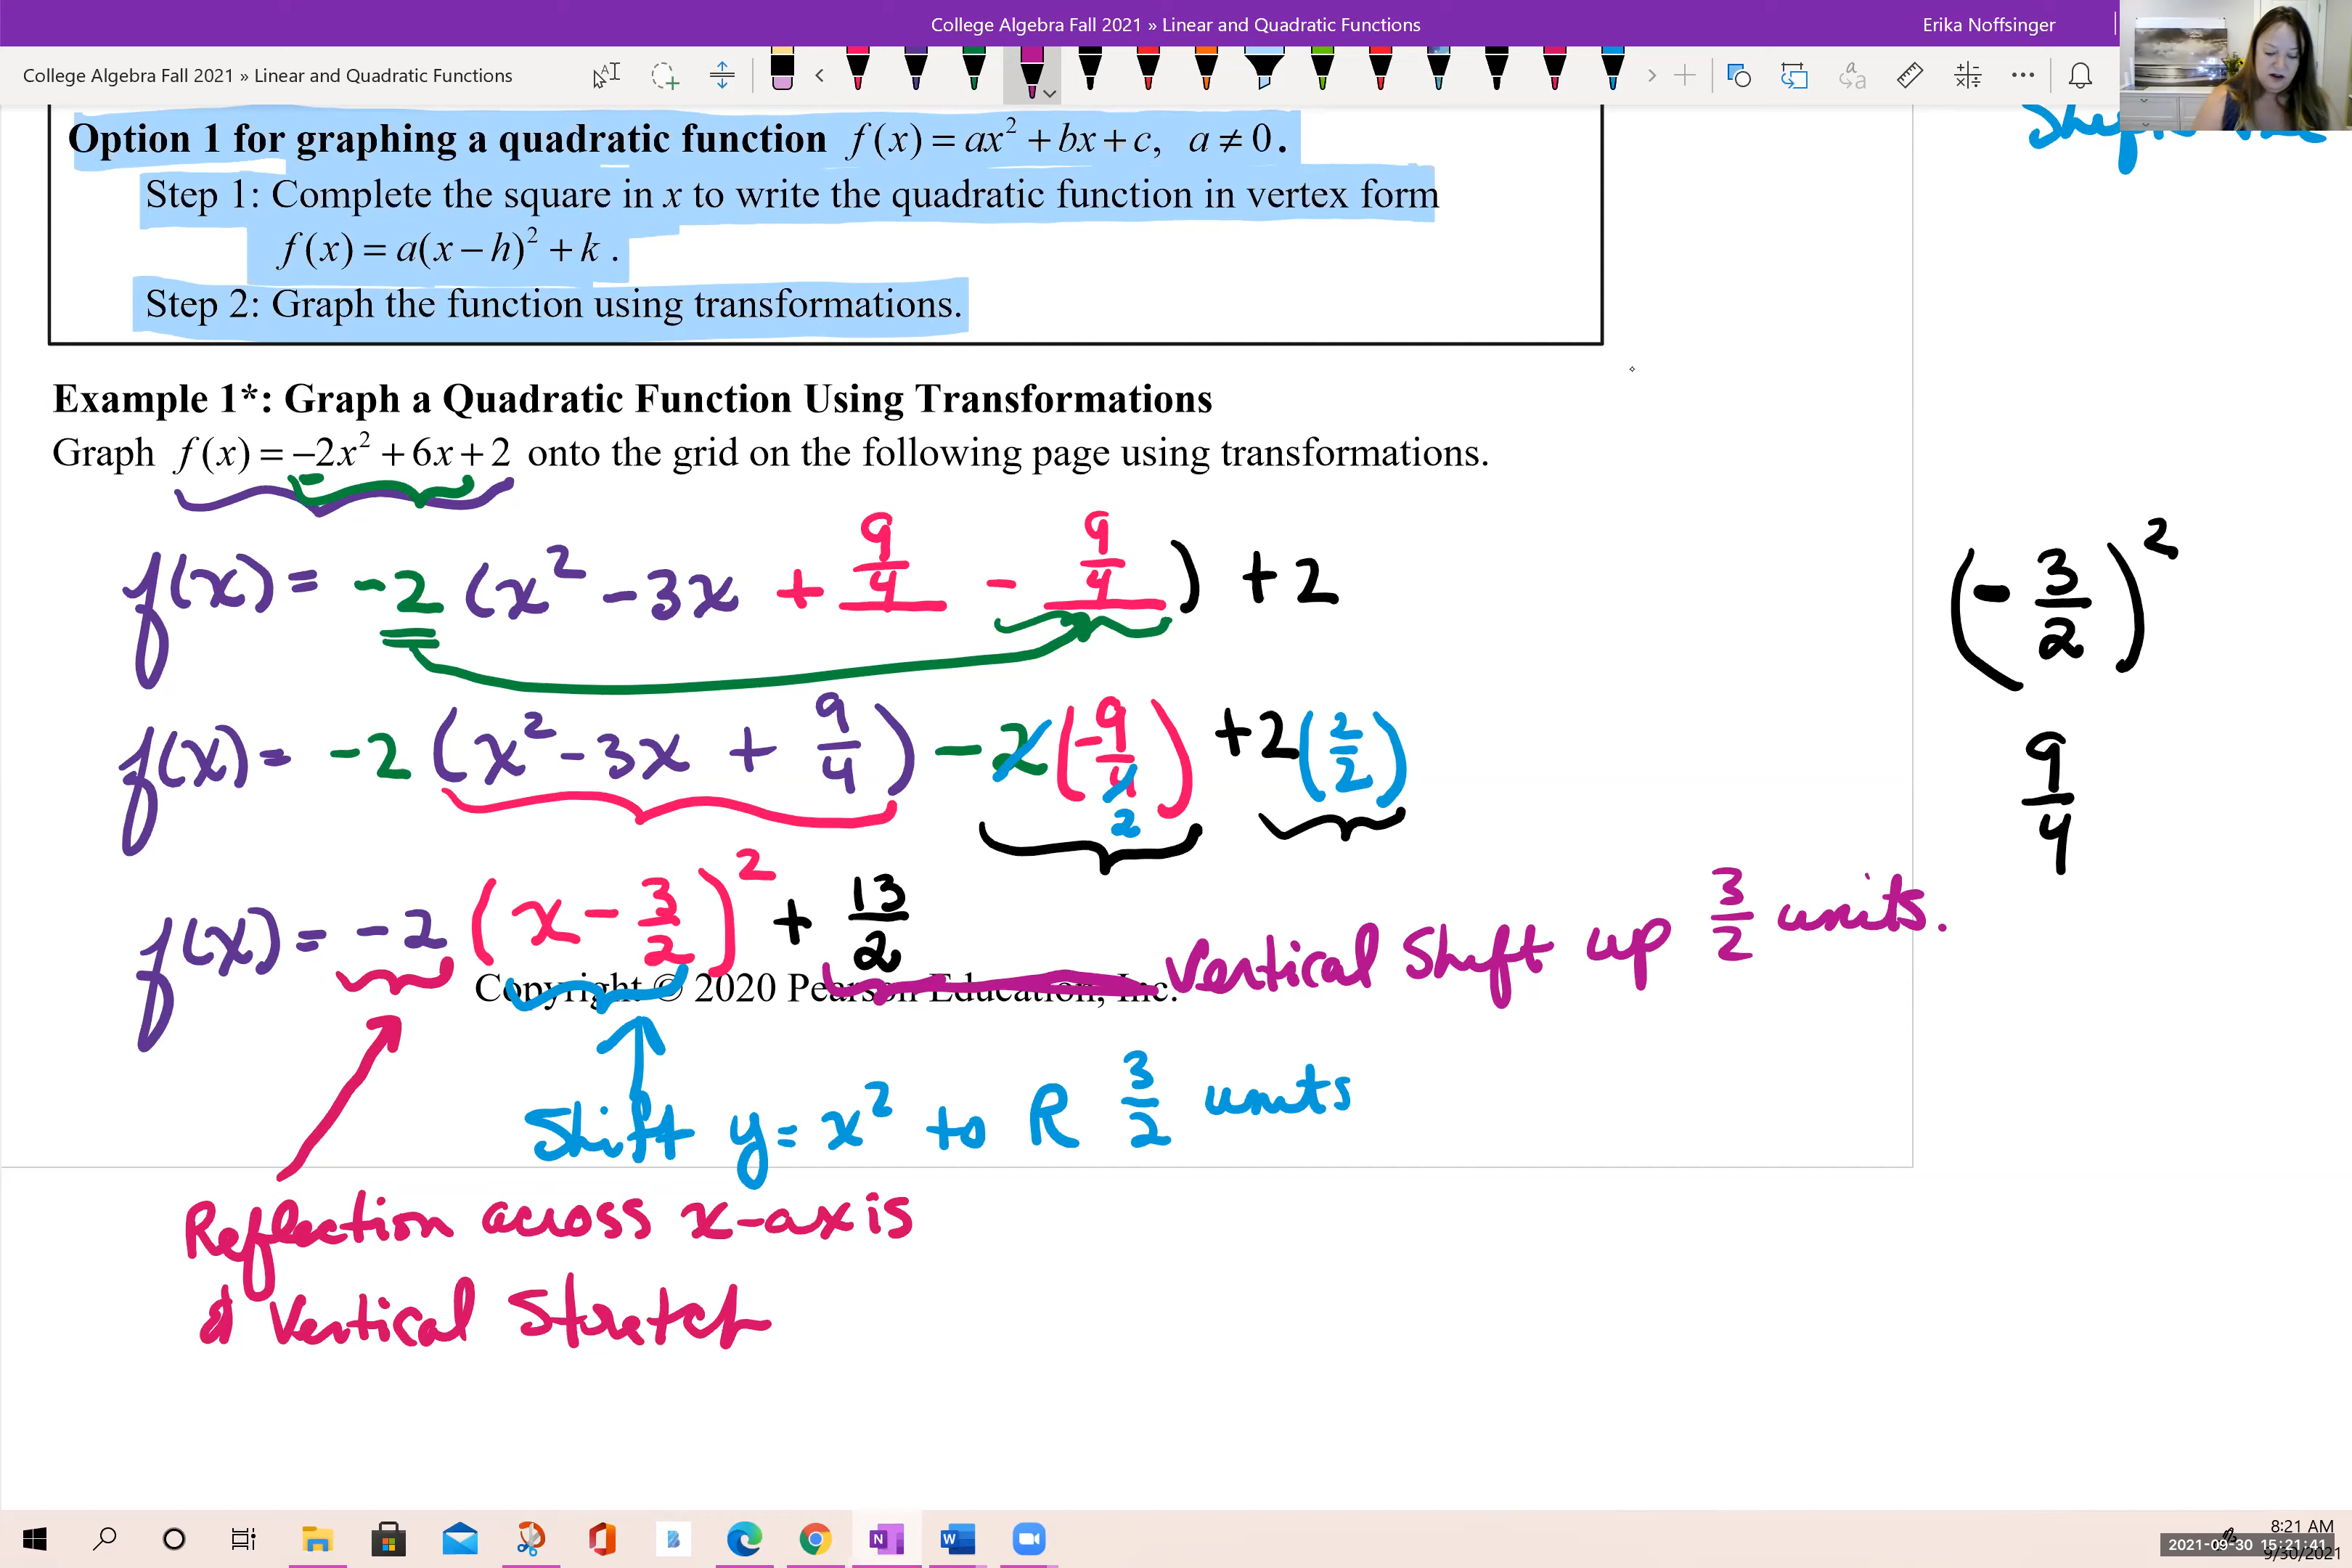 College Algebra Fall 2021 » Linear and Quadratic Functions
Erika Noffsinger
College Algebra Fall 2021 » Linear and Quadratic Functions
Option 1 for graphing a quadratic function f(x) = ax² + bx + c, a ≠ 0.
Step 1: Complete the square in x to write the quadratic function in vertex form
f(x) = a(x − h)² + k .
Step 2: Graph the function using transformations.
Example 1*: Graph a Quadratic Function Using Transformations
Graph f(x) = −2x² + 6x + 2 onto the grid on the following page using transformations.
f(x) = -2 (x² - 3x + 9/4 - 9/4) + 2
(- 3/2)²
9/4
f(x) = -2 (x² - 3x + 9/4) - 2 (-9/4) + 2 (2/2)
2
f(x) = -2 (x - 3/2)² + 13/2
Vertical Shift up 3/2 units.
Copyright © 2020 Pearson Education, Inc.
Shift y = x² to R 3/2 units
Reflection across x-axis
& Vertical Stretch
8:21 AM
2021-09-30 15:21:41
9/30/2021